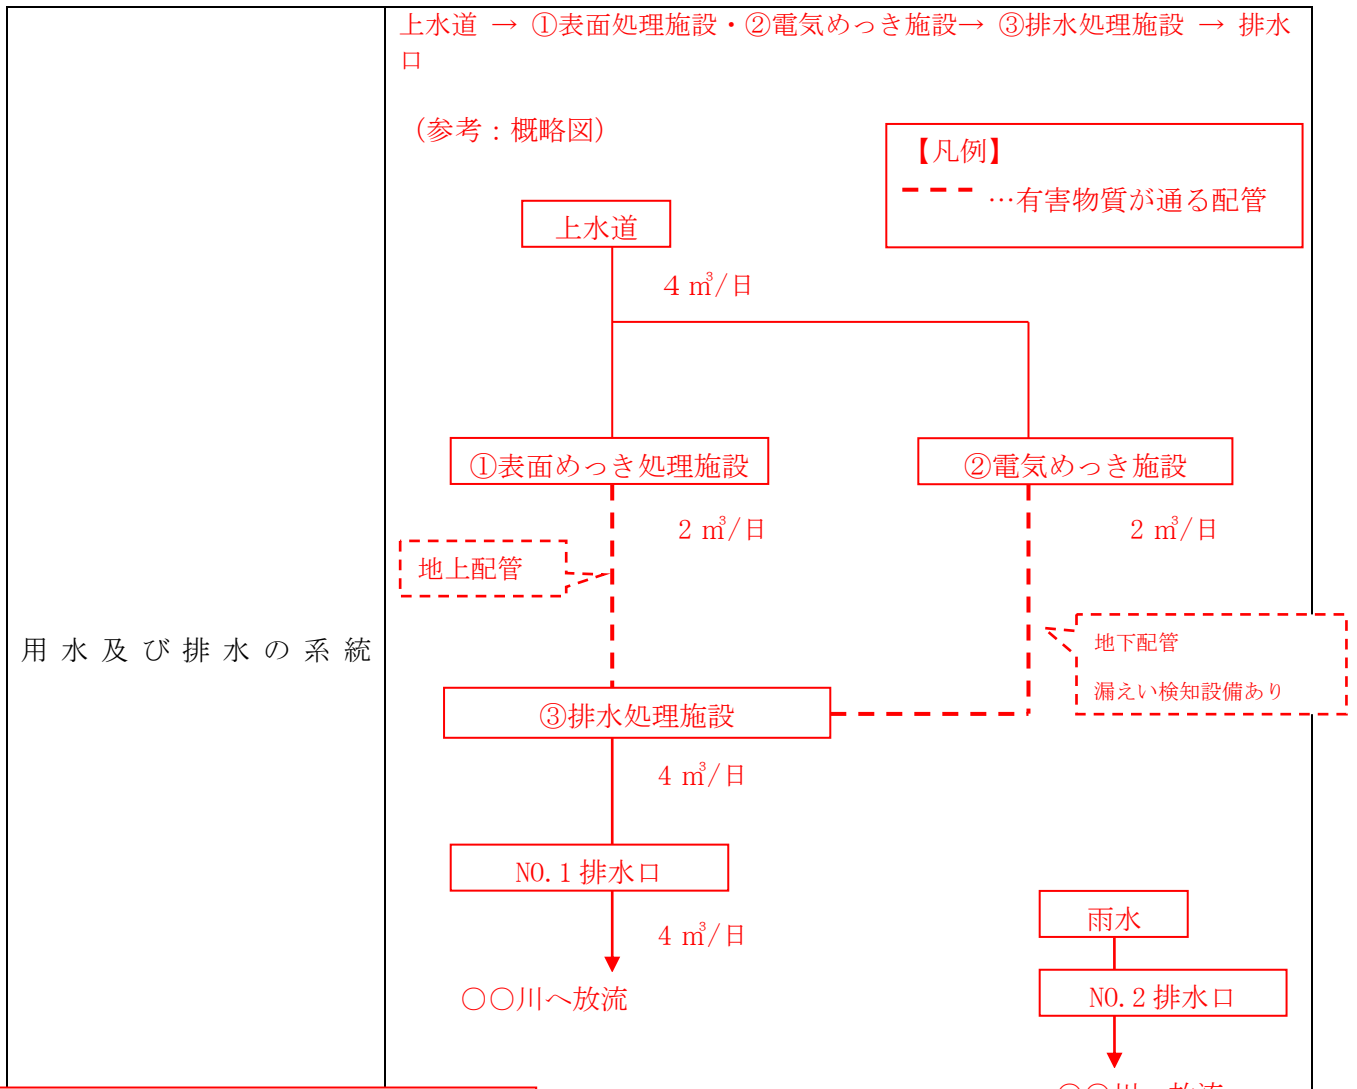 上水道 → ①表面処理施設・②電気めっき施設→ ③排水処理施設 → 排水
口
（参考：概略図）
【凡例】
…有害物質が通る配管
上水道
4 ㎥/日
①表面めっき処理施設
②電気めっき施設
2 ㎥/日
2 ㎥/日
地上配管
用水及び排水の系統
地下配管
漏えい検知設備あり
③排水処理施設
4 ㎥/日
NO.1排水口
雨水
4 ㎥/日
○○川へ放流
NO.2排水口